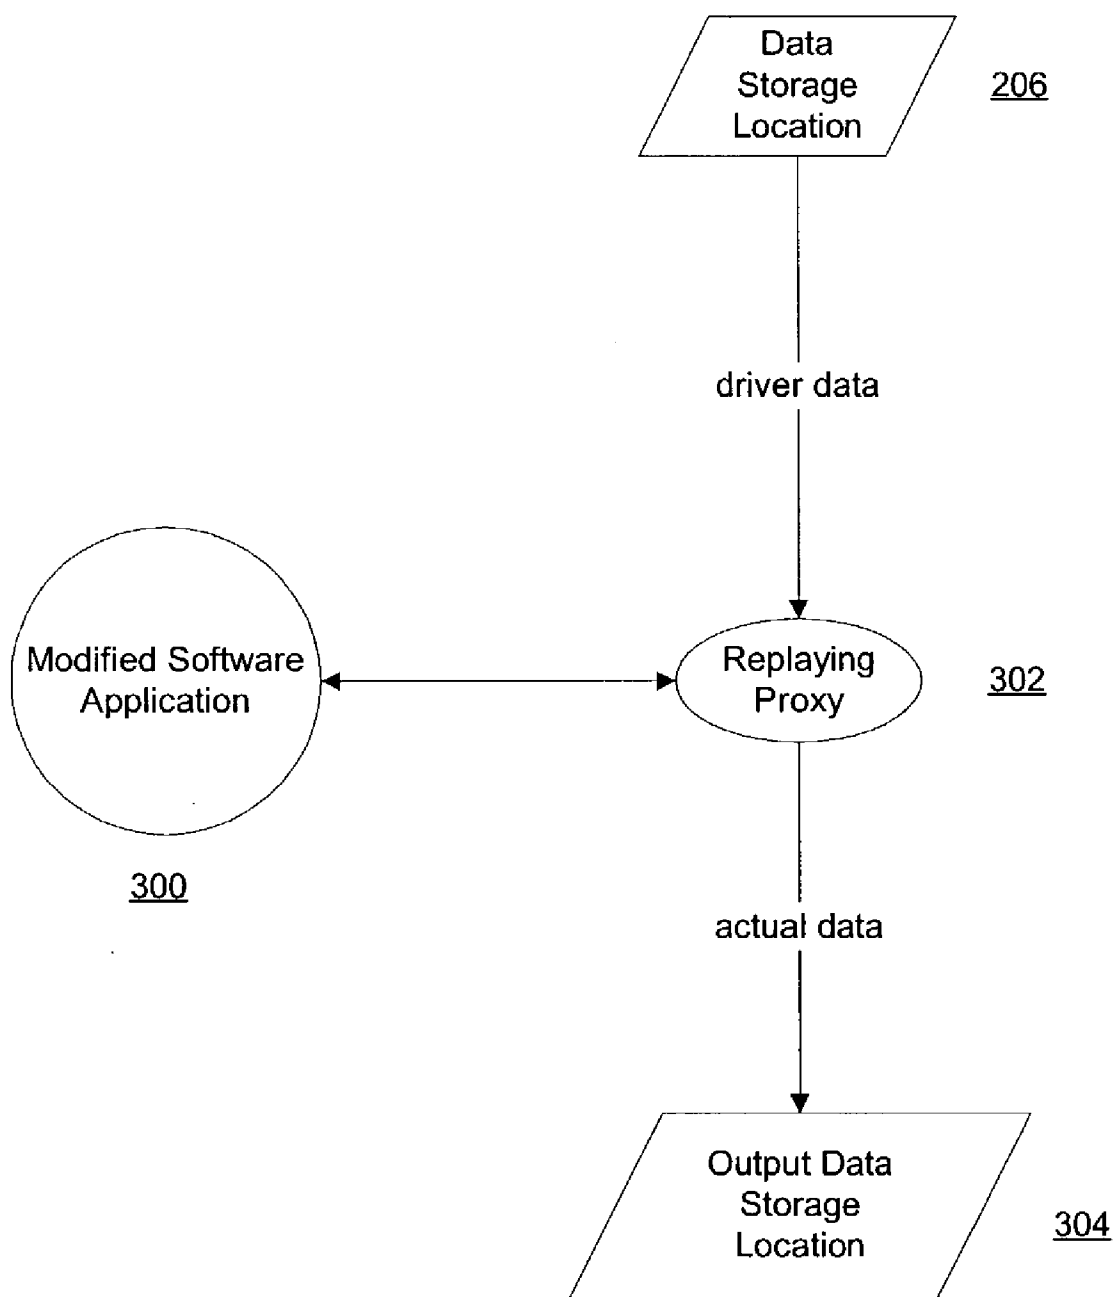 Data
Storage
Location
206
driver data
Modified Software
Application
300
Replaying
Proxy
302
actual data
Output Data
Storage
Location
304